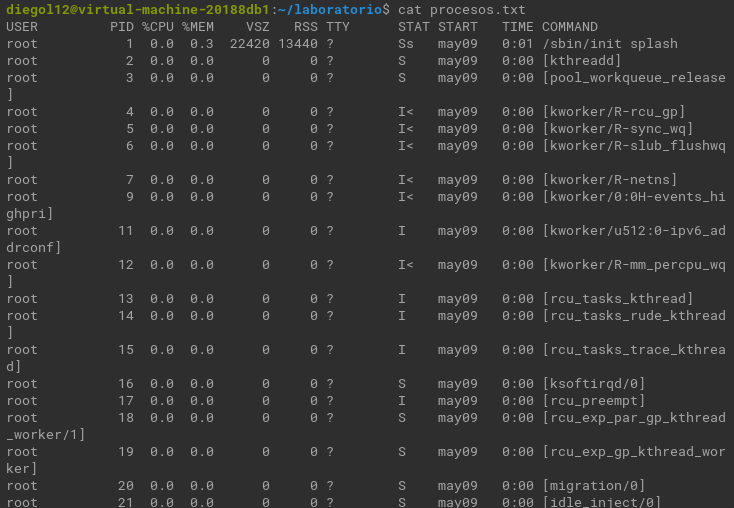 diegol12@virtual-machine-20188db1:~/laboratorio$ cat procesos.txt
USER         PID %CPU %MEM    VSZ   RSS TTY      STAT START   TIME COMMAND
root           1  0.0  0.3  22420 13440 ?        Ss   may09   0:01 /sbin/init splash
root           2  0.0  0.0      0     0 ?        S    may09   0:00 [kthreadd]
root           3  0.0  0.0      0     0 ?        S    may09   0:00 [pool_workqueue_release
]
root           4  0.0  0.0      0     0 ?        I<   may09   0:00 [kworker/R-rcu_gp]
root           5  0.0  0.0      0     0 ?        I<   may09   0:00 [kworker/R-sync_wq]
root           6  0.0  0.0      0     0 ?        I<   may09   0:00 [kworker/R-slub_flushwq
]
root           7  0.0  0.0      0     0 ?        I<   may09   0:00 [kworker/R-netns]
root           9  0.0  0.0      0     0 ?        I<   may09   0:00 [kworker/0:0H-events_hi
ghpri]
root          11  0.0  0.0      0     0 ?        I    may09   0:00 [kworker/u512:0-ipv6_ad
drconf]
root          12  0.0  0.0      0     0 ?        I<   may09   0:00 [kworker/R-mm_percpu_wq
]
root          13  0.0  0.0      0     0 ?        I    may09   0:00 [rcu_tasks_kthread]
root          14  0.0  0.0      0     0 ?        I    may09   0:00 [rcu_tasks_rude_kthread
]
root          15  0.0  0.0      0     0 ?        I    may09   0:00 [rcu_tasks_trace_kthrea
d]
root          16  0.0  0.0      0     0 ?        S    may09   0:00 [ksoftirqd/0]
root          17  0.0  0.0      0     0 ?        I    may09   0:00 [rcu_preempt]
root          18  0.0  0.0      0     0 ?        S    may09   0:00 [rcu_exp_par_gp_kthread
_worker/1]
root          19  0.0  0.0      0     0 ?        S    may09   0:00 [rcu_exp_gp_kthread_wor
ker]
root          20  0.0  0.0      0     0 ?        S    may09   0:00 [migration/0]
root          21  0.0  0.0      0     0 ?        S    may09   0:00 [idle_inject/0]